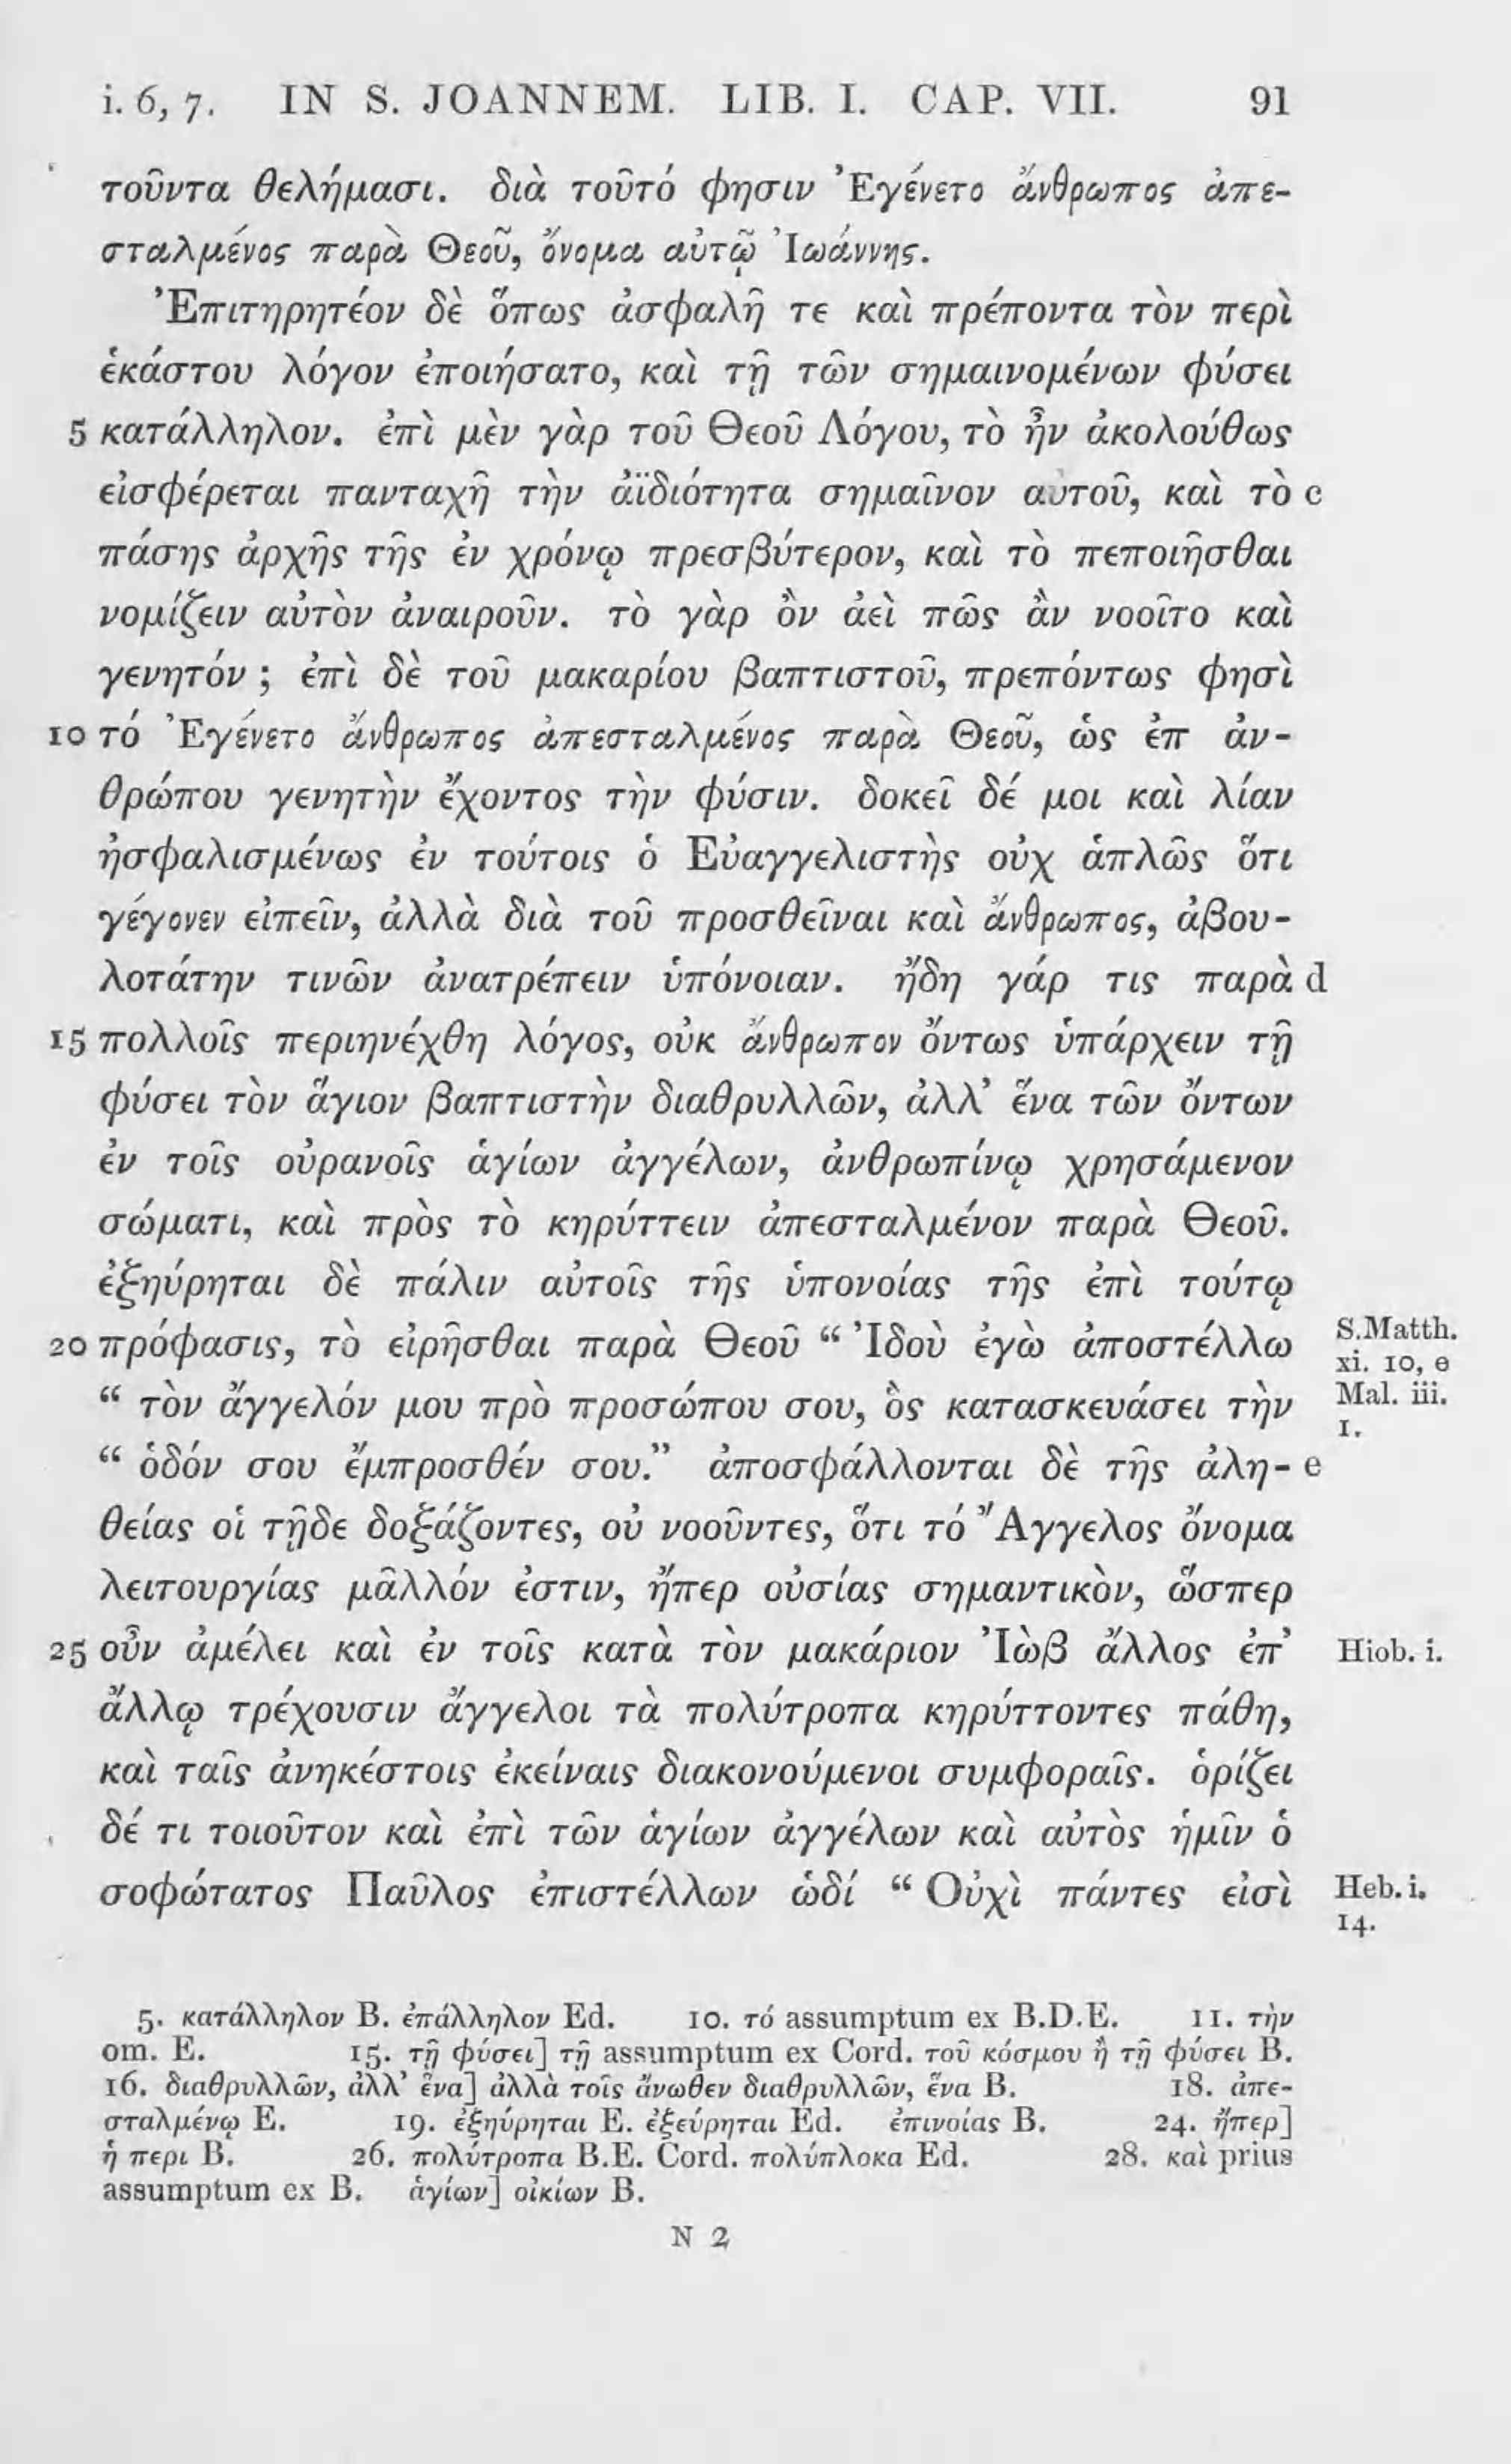 i. 6, 7. IN S. JOANNEM. LIB. I. CAP. VII. 91
τοῦντα θελήμασι. διὰ τοῦτό φησιν Ἐγένετο ἄνθρωπος ἀπε-
σταλμένος παρὰ Θεοῦ, ὄνομα αὐτῷ Ἰωάννης.
Ἐπιτηρητέον δὲ ὅπως ἀσφαλῆ τε καὶ πρέποντα τὸν περὶ
ἑκάστου λόγον ἐποιήσατο, καὶ τῇ τῶν σημαινομένων φύσει
5 κατάλληλον. ἐπὶ μὲν γὰρ τοῦ Θεοῦ Λόγου, τὸ ἦν ἀκολούθως
εἰσφέρεται πανταχῆ τὴν ἀϊδιότητα σημαῖνον αὐτοῦ, καὶ τὸ c
πάσης ἀρχῆς τῆς ἐν χρόνῳ πρεσβύτερον, καὶ τὸ πεποιῆσθαι
νομίζειν αὐτὸν ἀναιροῦν. τὸ γὰρ ὂν ἀεὶ πῶς ἂν νοοῖτο καὶ
γενητόν ; ἐπὶ δὲ τοῦ μακαρίου βαπτιστοῦ, πρεπόντως φησὶ
10 τό Ἐγένετο ἄνθρωπος ἀπεσταλμένος παρὰ Θεοῦ, ὡς ἐπ ἀν-
θρώπου γενητὴν ἔχοντος τὴν φύσιν. δοκεῖ δέ μοι καὶ λίαν
ἠσφαλισμένως ἐν τούτοις ὁ Εὐαγγελιστὴς οὐχ ἁπλῶς ὅτι
γέγονεν εἰπεῖν, ἀλλὰ διὰ τοῦ προσθεῖναι καὶ ἄνθρωπος, ἀβου-
λοτάτην τινῶν ἀνατρέπειν ὑπόνοιαν. ἤδη γάρ τις παρὰ d
15 πολλοῖς περιηνέχθη λόγος, οὐκ ἄνθρωπον ὄντως ὑπάρχειν τῇ
φύσει τὸν ἅγιον βαπτιστὴν διαθρυλλῶν, ἀλλ’ ἕνα τῶν ὄντων
ἐν τοῖς οὐρανοῖς ἁγίων ἀγγέλων, ἀνθρωπίνῳ χρησάμενον
σώματι, καὶ πρὸς τὸ κηρύττειν ἀπεσταλμένον παρὰ Θεοῦ.
ἐξηύρηται δὲ πάλιν αὐτοῖς τῆς ὑπονοίας τῆς ἐπὶ τούτῳ
20 πρόφασις, τὸ εἰρῆσθαι παρὰ Θεοῦ “ Ἰδοὺ ἐγὼ ἀποστέλλω
S.Matth.
xi. 10, e
“ τὸν ἄγγελόν μου πρὸ προσώπου σου, ὃς κατασκευάσει τὴν
Mal. iii.
1.
“ ὁδόν σου ἔμπροσθέν σου.” ἀποσφάλλονται δὲ τῆς ἀλη- e
θείας οἱ τῇδε δοξάζοντες, οὐ νοοῦντες, ὅτι τό Ἄγγελος ὄνομα
λειτουργίας μᾶλλόν ἐστιν, ἤπερ οὐσίας σημαντικὸν, ὥσπερ
25 οὖν ἀμέλει καὶ ἐν τοῖς κατὰ τὸν μακάριον Ἰὼβ ἄλλος ἐπ’ Hiob. i.
ἄλλῳ τρέχουσιν ἄγγελοι τὰ πολύτροπα κηρύττοντες πάθη,
καὶ ταῖς ἀνηκέστοις ἐκείναις διακονούμενοι συμφοραῖς. ὁρίζει
δέ τι τοιοῦτον καὶ ἐπὶ τῶν ἁγίων ἀγγέλων καὶ αὐτὸς ἡμῖν ὁ
σοφώτατος Παῦλος ἐπιστέλλων ὡδί “ Οὐχὶ πάντες εἰσὶ Heb. i.
14.
5. κατάλληλον B. ἐπάλληλον Ed. 10. τό assumptum ex B.D.E. 11. τὴν
om. E. 15. τῇ φύσει] τῇ assumptum ex Cord. τοῦ κόσμου ἢ τῇ φύσει B.
16. διαθρυλλῶν, ἀλλ’ ἕνα] ἀλλὰ τοῖς ἄνωθεν διαθρυλλῶν, ἕνα B. 18. ἀπε-
σταλμένῳ E. 19. ἐξηύρηται E. ἐξεύρηται Ed. ἐπινοίας B. 24. ἤπερ]
ἡ περι B. 26. πολύτροπα B.E. Cord. πολύπλοκα Ed. 28. καὶ prius
assumptum ex B. ἁγίων] οἰκίων B.
N 2